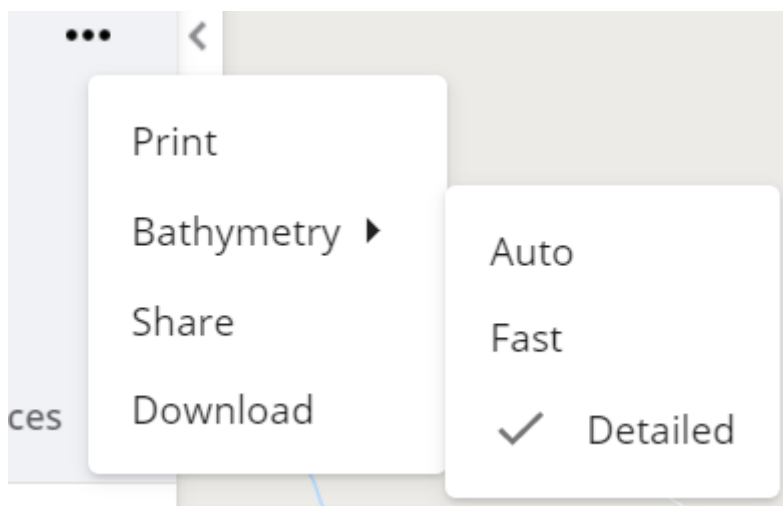 Print
Bathymetry
Share
Download
Auto
Fast
Detailed
ces